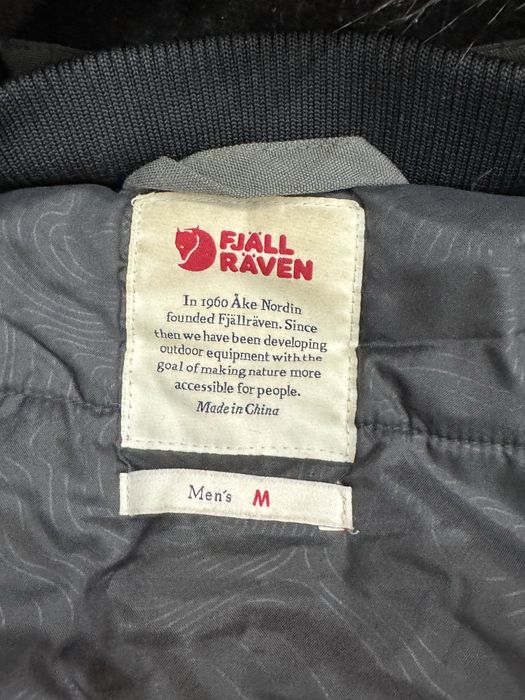 FJÄLL
RÄVEN
In 1960 Åke Nordin
founded Fjällräven. Since
then we have been developing
outdoor equipment with the
goal of making nature more
accessible for people.
Made in China
Men's M